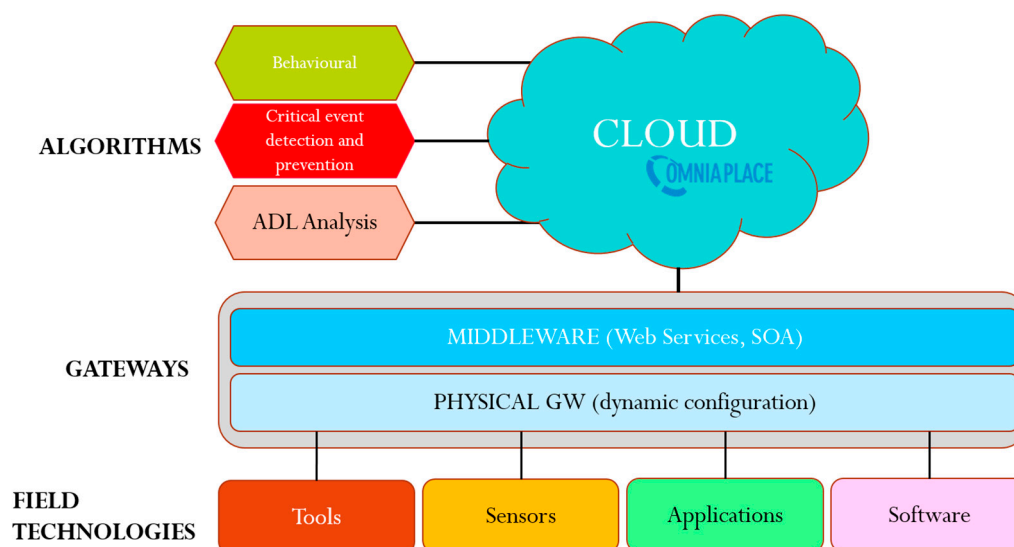 Behavioural
Critical event
detection and
prevention
ALGORITHMS
ADL Analysis
CLOUD
OMNIAPLACE
MIDDLEWARE (Web Services, SOA)
GATEWAYS
PHYSICAL GW (dynamic configuration)
FIELD
TECHNOLOGIES
Tools
Sensors
Applications
Software